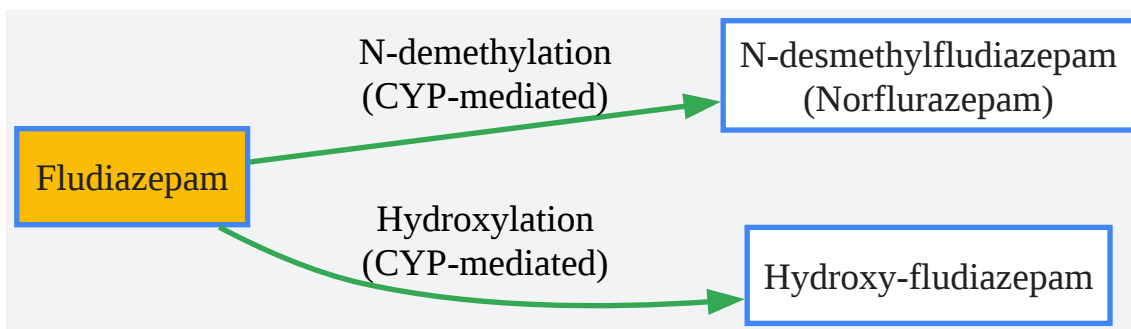 N-demethylation
(CYP-mediated)
N-desmethylfludiazepam
(Norflurazepam)
Fludiazepam
Hydroxylation
(CYP-mediated)
Hydroxy-fludiazepam